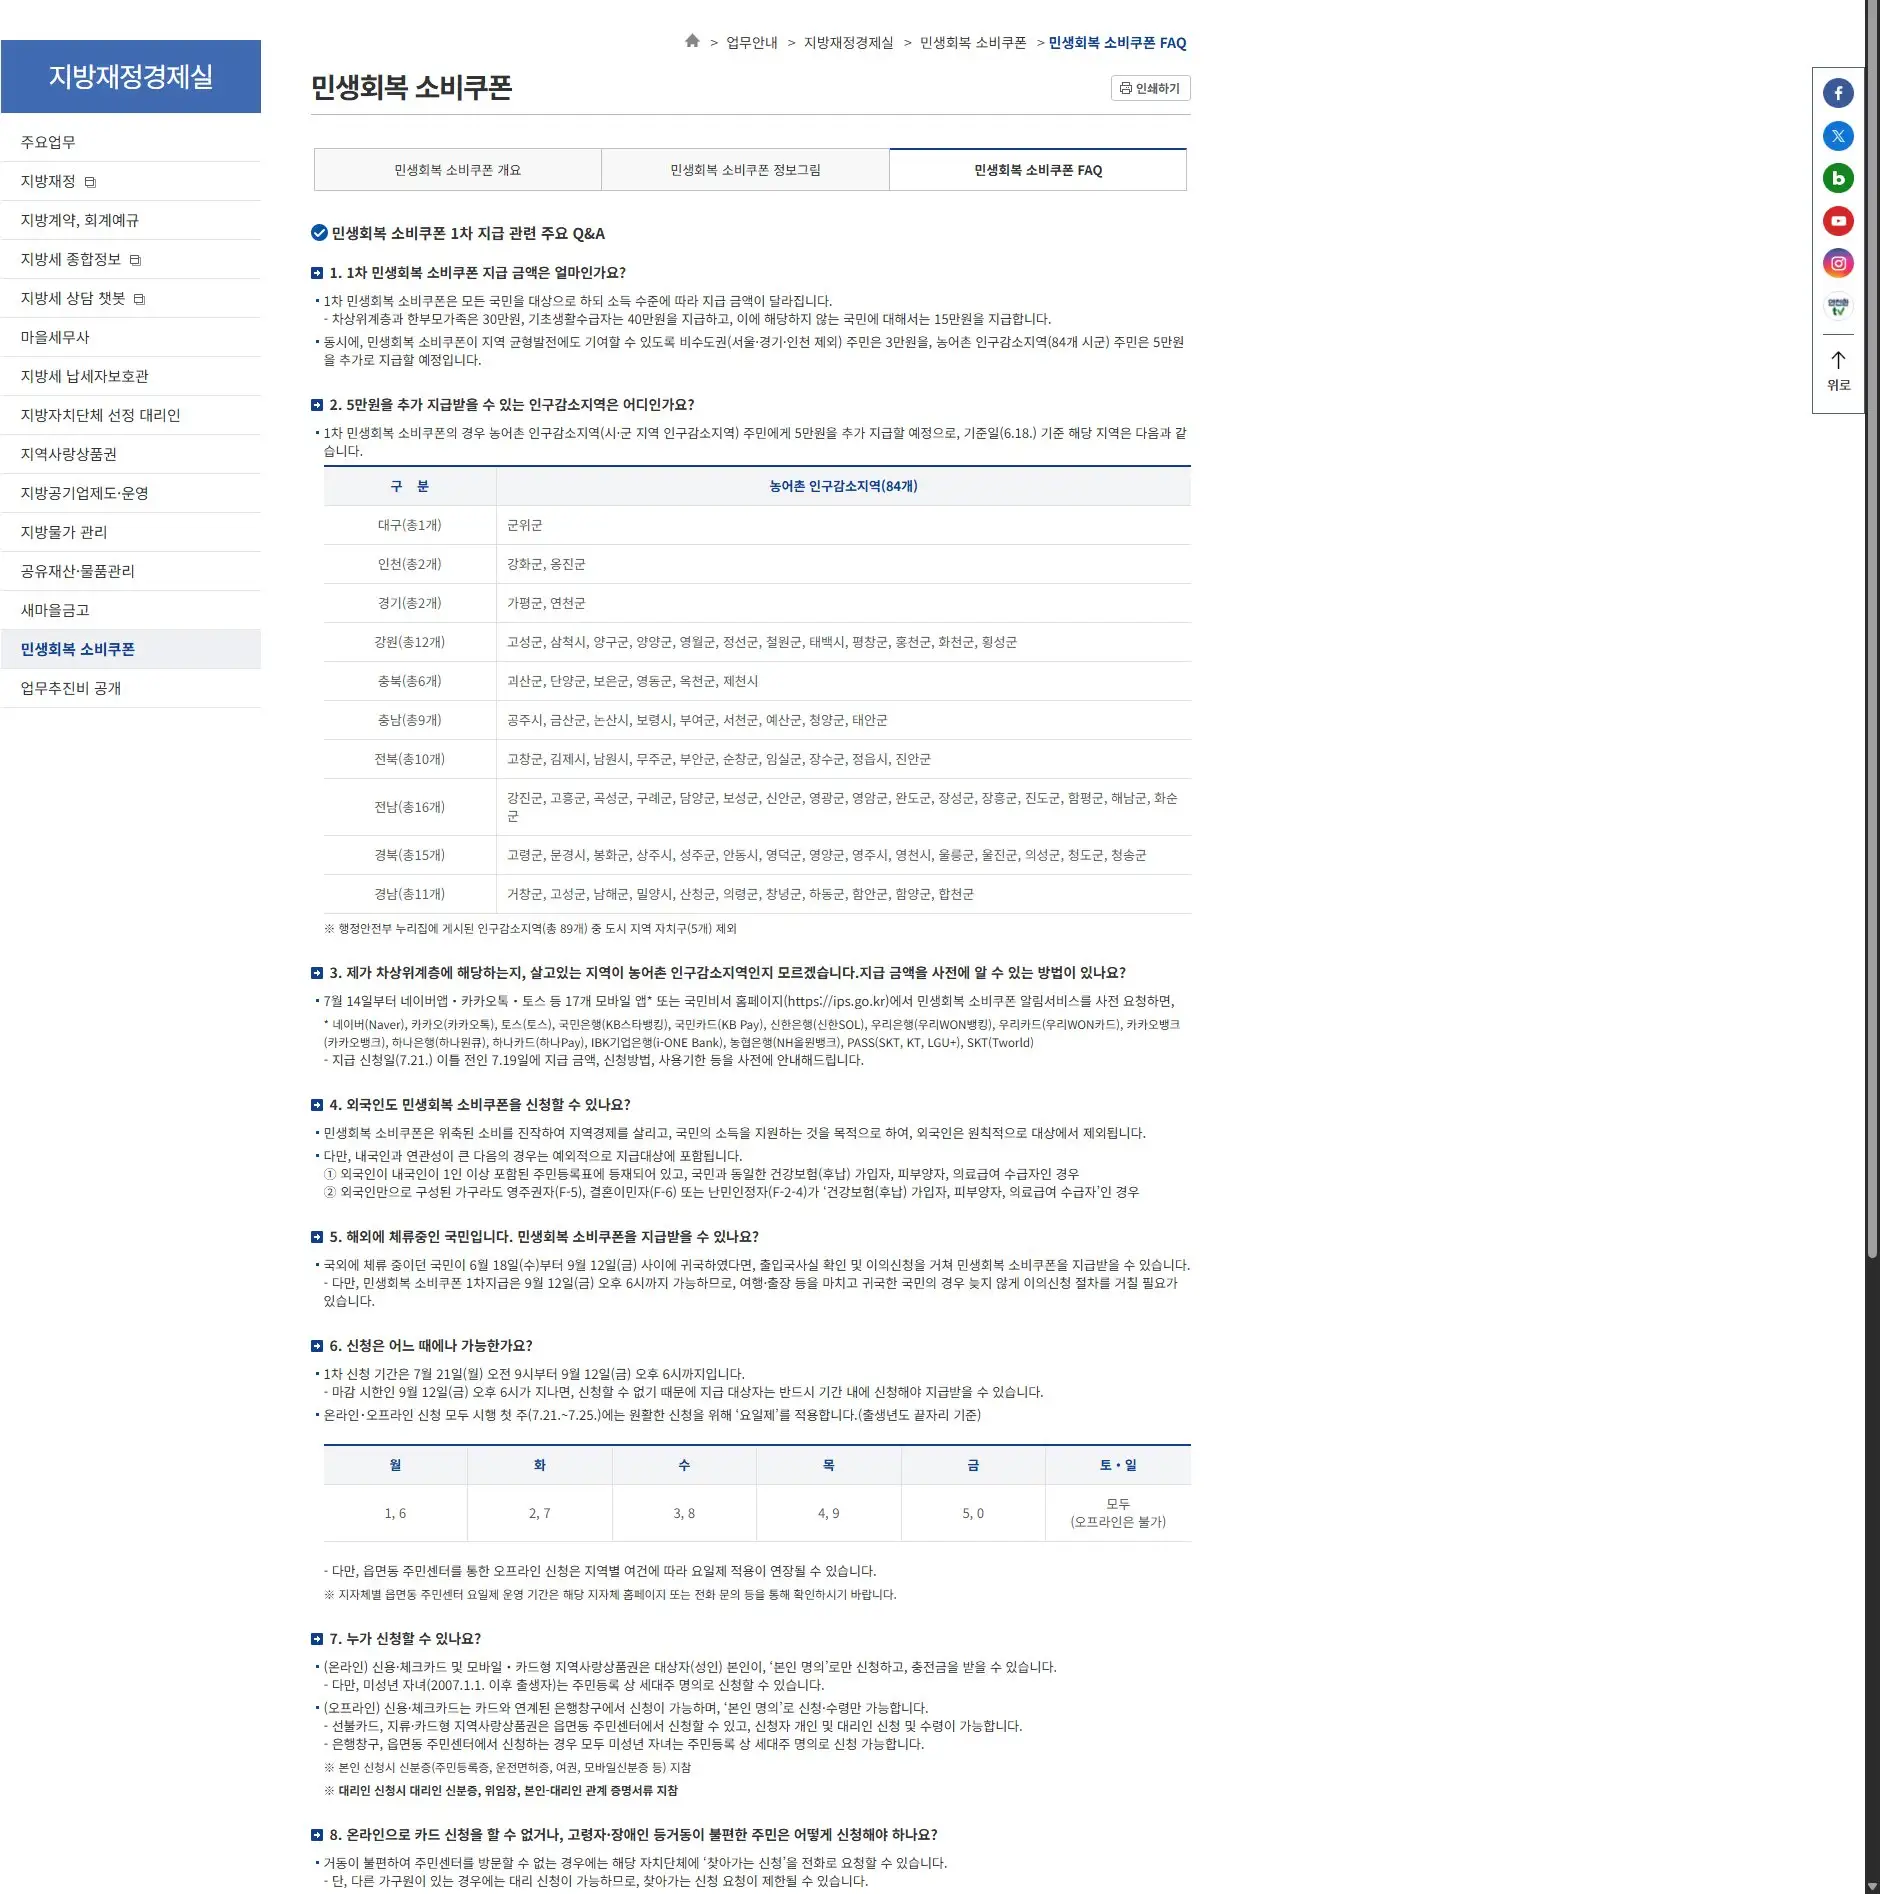 업무안내 > 지방재정경제실 > 민생회복 소비쿠폰 > 민생회복 소비쿠폰 FAQ
지방재정경제실
주요업무
지방재정
지방계약, 회계예규
지방세 종합정보
지방세 상담 챗봇
마을세무사
지방세 납세자보호관
지방자치단체 선정 대리인
지역사랑상품권
지방공기업제도·운영
지방물가 관리
공유재산·물품관리
새마을금고
민생회복 소비쿠폰
업무추진비 공개
민생회복 소비쿠폰
인쇄하기
민생회복 소비쿠폰 개요
민생회복 소비쿠폰 정보그림
민생회복 소비쿠폰 FAQ
민생회복 소비쿠폰 1차 지급 관련 주요 Q&A
1. 1차 민생회복 소비쿠폰 지급 금액은 얼마인가요?
1차 민생회복 소비쿠폰은 모든 국민을 대상으로 하되 소득 수준에 따라 지급 금액이 달라집니다.
- 차상위계층과 한부모가족은 30만원, 기초생활수급자는 40만원을 지급하고, 이에 해당하지 않는 국민에 대해서는 15만원을 지급합니다.
동시에, 민생회복 소비쿠폰이 지역 균형발전에도 기여할 수 있도록 비수도권(서울·경기·인천 제외) 주민은 3만원을, 농어촌 인구감소지역(84개 시군) 주민은 5만원
을 추가로 지급할 예정입니다.
2. 5만원을 추가 지급받을 수 있는 인구감소지역은 어디인가요?
1차 민생회복 소비쿠폰의 경우 농어촌 인구감소지역(시·군 지역 인구감소지역) 주민에게 5만원을 추가 지급할 예정으로, 기준일(6.18.) 기준 해당 지역은 다음과 같
습니다.
구 분 농어촌 인구감소지역(84개)
대구(총1개) 군위군
인천(총2개) 강화군, 옹진군
경기(총2개) 가평군, 연천군
강원(총12개) 고성군, 삼척시, 양구군, 양양군, 영월군, 정선군, 철원군, 태백시, 평창군, 홍천군, 화천군, 횡성군
충북(총6개) 괴산군, 단양군, 보은군, 영동군, 옥천군, 제천시
충남(총9개) 공주시, 금산군, 논산시, 보령시, 부여군, 서천군, 예산군, 청양군, 태안군
전북(총10개) 고창군, 김제시, 남원시, 무주군, 부안군, 순창군, 임실군, 장수군, 정읍시, 진안군
전남(총16개) 강진군, 고흥군, 곡성군, 구례군, 담양군, 보성군, 신안군, 영광군, 영암군, 완도군, 장성군, 장흥군, 진도군, 함평군, 해남군, 화순
군
경북(총15개) 고령군, 문경시, 봉화군, 상주시, 성주군, 안동시, 영덕군, 영양군, 영주시, 영천시, 울릉군, 울진군, 의성군, 청도군, 청송군
경남(총11개) 거창군, 고성군, 남해군, 밀양시, 산청군, 의령군, 창녕군, 하동군, 함안군, 함양군, 합천군
※ 행정안전부 누리집에 게시된 인구감소지역(총 89개) 중 도시 지역 자치구(5개) 제외
3. 제가 차상위계층에 해당하는지, 살고있는 지역이 농어촌 인구감소지역인지 모르겠습니다.지급 금액을 사전에 알 수 있는 방법이 있나요?
7월 14일부터 네이버앱・카카오톡・토스 등 17개 모바일 앱* 또는 국민비서 홈페이지(https://ips.go.kr)에서 민생회복 소비쿠폰 알림서비스를 사전 요청하면,
* 네이버(Naver), 카카오(카카오톡), 토스(토스), 국민은행(KB스타뱅킹), 국민카드(KB Pay), 신한은행(신한SOL), 우리은행(우리WON뱅킹), 우리카드(우리WON카드), 카카오뱅크
(카카오뱅크), 하나은행(하나원큐), 하나카드(하나Pay), IBK기업은행(i-ONE Bank), 농협은행(NH올원뱅크), PASS(SKT, KT, LGU+), SKT(Tworld)
- 지급 신청일(7.21.) 이틀 전인 7.19일에 지급 금액, 신청방법, 사용기한 등을 사전에 안내해드립니다.
4. 외국인도 민생회복 소비쿠폰을 신청할 수 있나요?
민생회복 소비쿠폰은 위축된 소비를 진작하여 지역경제를 살리고, 국민의 소득을 지원하는 것을 목적으로 하여, 외국인은 원칙적으로 대상에서 제외됩니다.
다만, 내국인과 연관성이 큰 다음의 경우는 예외적으로 지급대상에 포함됩니다.
① 외국인이 내국인이 1인 이상 포함된 주민등록표에 등재되어 있고, 국민과 동일한 건강보험(후납) 가입자, 피부양자, 의료급여 수급자인 경우
② 외국인만으로 구성된 가구라도 영주권자(F-5), 결혼이민자(F-6) 또는 난민인정자(F-2-4)가 ‘건강보험(후납) 가입자, 피부양자, 의료급여 수급자’인 경우
5. 해외에 체류중인 국민입니다. 민생회복 소비쿠폰을 지급받을 수 있나요?
국외에 체류 중이던 국민이 6월 18일(수)부터 9월 12일(금) 사이에 귀국하였다면, 출입국사실 확인 및 이의신청을 거쳐 민생회복 소비쿠폰을 지급받을 수 있습니다.
- 다만, 민생회복 소비쿠폰 1차지급은 9월 12일(금) 오후 6시까지 가능하므로, 여행·출장 등을 마치고 귀국한 국민의 경우 늦지 않게 이의신청 절차를 거칠 필요가
있습니다.
6. 신청은 어느 때에나 가능한가요?
1차 신청 기간은 7월 21일(월) 오전 9시부터 9월 12일(금) 오후 6시까지입니다.
- 마감 시한인 9월 12일(금) 오후 6시가 지나면, 신청할 수 없기 때문에 지급 대상자는 반드시 기간 내에 신청해야 지급받을 수 있습니다.
온라인·오프라인 신청 모두 시행 첫 주(7.21.~7.25.)에는 원활한 신청을 위해 ‘요일제’를 적용합니다.(출생년도 끝자리 기준)
월 화 수 목 금 토・일
1, 6 2, 7 3, 8 4, 9 5, 0 모두
(오프라인은 불가)
- 다만, 읍면동 주민센터를 통한 오프라인 신청은 지역별 여건에 따라 요일제 적용이 연장될 수 있습니다.
※ 지자체별 읍면동 주민센터 요일제 운영 기간은 해당 지자체 홈페이지 또는 전화 문의 등을 통해 확인하시기 바랍니다.
7. 누가 신청할 수 있나요?
(온라인) 신용·체크카드 및 모바일・카드형 지역사랑상품권은 대상자(성인) 본인이, ‘본인 명의’로만 신청하고, 충전금을 받을 수 있습니다.
- 다만, 미성년 자녀(2007.1.1. 이후 출생자)는 주민등록 상 세대주 명의로 신청할 수 있습니다.
(오프라인) 신용·체크카드는 카드와 연계된 은행창구에서 신청이 가능하며, ‘본인 명의’로 신청·수령만 가능합니다.
- 선불카드, 지류·카드형 지역사랑상품권은 읍면동 주민센터에서 신청할 수 있고, 신청자 개인 및 대리인 신청 및 수령이 가능합니다.
- 은행창구, 읍면동 주민센터에서 신청하는 경우 모두 미성년 자녀는 주민등록 상 세대주 명의로 신청 가능합니다.
※ 본인 신청시 신분증(주민등록증, 운전면허증, 여권, 모바일신분증 등) 지참
※ 대리인 신청시 대리인 신분증, 위임장, 본인-대리인 관계 증명서류 지참
8. 온라인으로 카드 신청을 할 수 없거나, 고령자·장애인 등거동이 불편한 주민은 어떻게 신청해야 하나요?
거동이 불편하여 주민센터를 방문할 수 없는 경우에는 해당 자치단체에 ‘찾아가는 신청’을 전화로 요청할 수 있습니다.
- 단, 다른 가구원이 있는 경우에는 대리 신청이 가능하므로, 찾아가는 신청 요청이 제한될 수 있습니다.
안전한
tv
위로